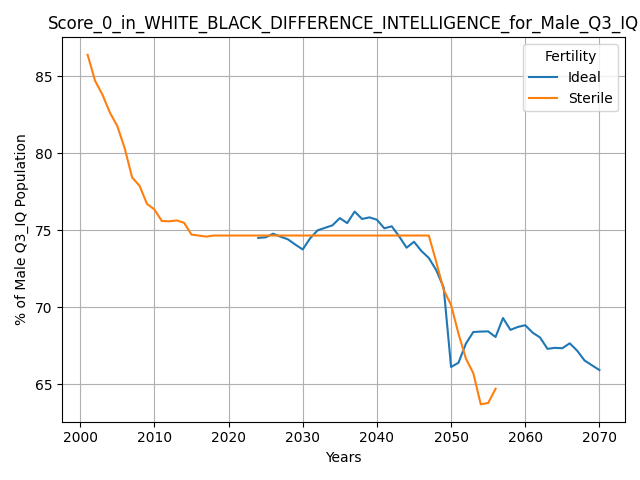 Score_0_in_WHITE_BLACK_DIFFERENCE_INTELLIGENCE_for_Male_Q3_IQ
Fertility
Ideal
Sterile
85
80
75
70
65
% of Male Q3_IQ Population
2000 2010 2020 2030 2040 2050 2060 2070
Years